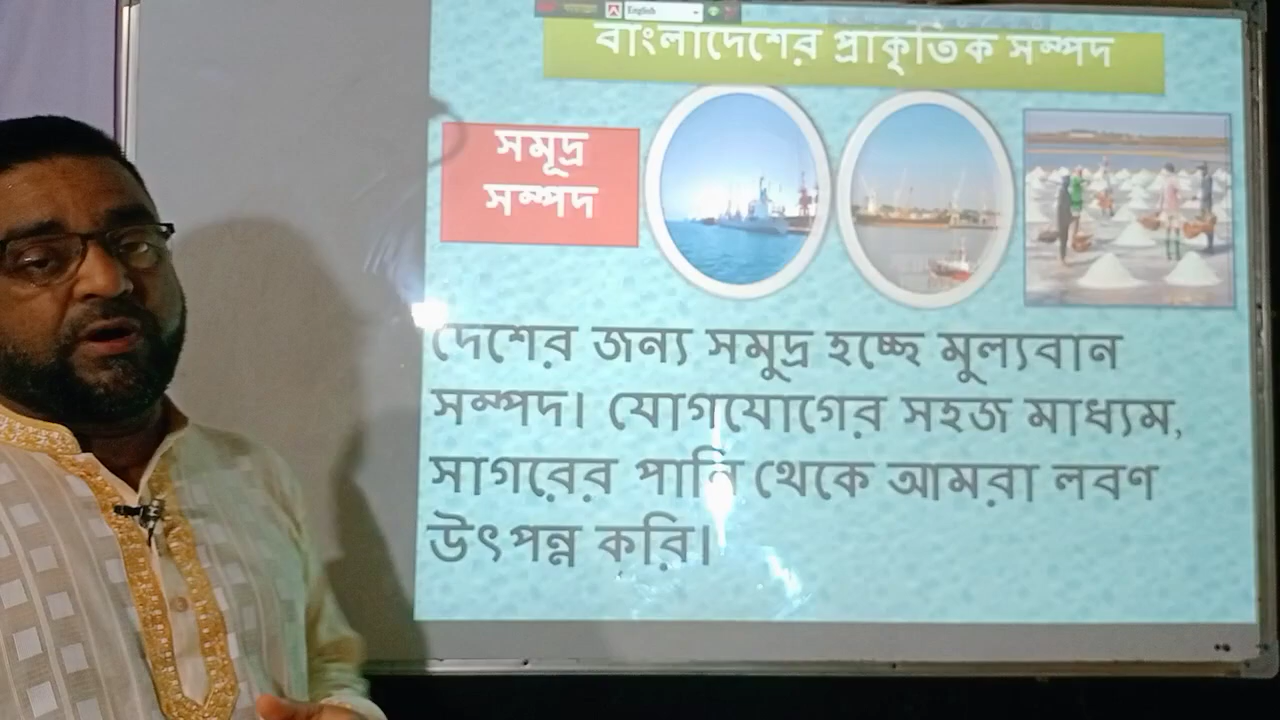 English
বাংলাদেশের প্রাকৃতিক সম্পদ
সমূদ্র
সম্পদ
দেশের জন্য সমুদ্র হচ্ছে মুল্যবান
সম্পদ। যোগযোগের সহজ মাধ্যম,
সাগরের পানি থেকে আমরা লবণ
উৎপন্ন করি।